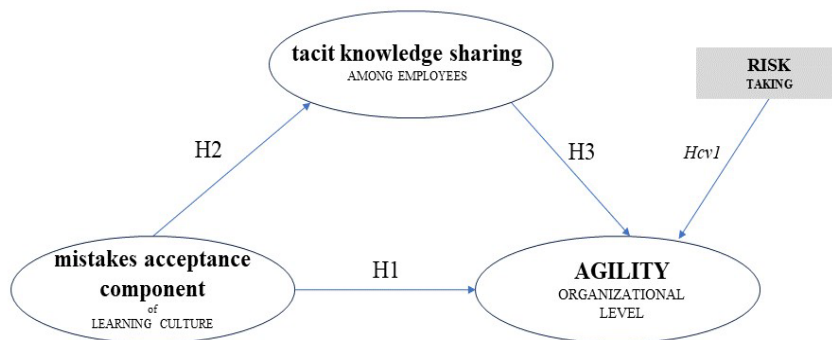 tacit knowledge sharing
AMONG EMPLOYEES
RISK
TAKING
H2
H3
Hcv1
mistakes acceptance
component
of
LEARNING CULTURE
H1
AGILITY
ORGANIZATIONAL
LEVEL